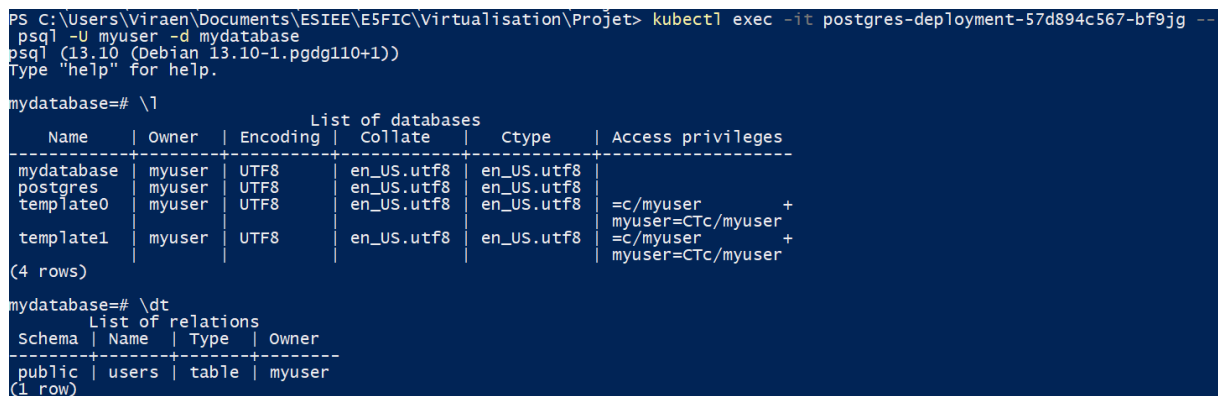 PS C:\Users\Viraen\Documents\ESIEE\E5FIC\Virtualisation\Projet> kubectl exec -it postgres-deployment-57d894c567-bf9jg --
 psql -U myuser -d mydatabase
psql (13.10 (Debian 13.10-1.pgdg110+1))
Type "help" for help.

mydatabase=# \l
                                 List of databases
    Name    | Owner  | Encoding |  Collate   |   Ctype    | Access privileges
------------+--------+----------+------------+------------+-------------------
 mydatabase | myuser | UTF8     | en_US.utf8 | en_US.utf8 |
 postgres   | myuser | UTF8     | en_US.utf8 | en_US.utf8 |
 template0  | myuser | UTF8     | en_US.utf8 | en_US.utf8 | =c/myuser        +
            |        |          |            |            | myuser=CTc/myuser
 template1  | myuser | UTF8     | en_US.utf8 | en_US.utf8 | =c/myuser        +
            |        |          |            |            | myuser=CTc/myuser
(4 rows)

mydatabase=# \dt
        List of relations
 Schema | Name  | Type  | Owner
--------+-------+-------+--------
 public | users | table | myuser
(1 row)